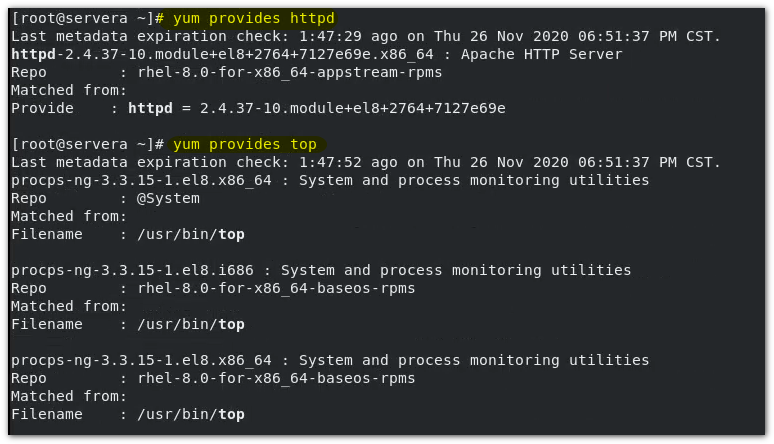 [root@servera ~]# yum provides httpd
Last metadata expiration check: 1:47:29 ago on Thu 26 Nov 2020 06:51:37 PM CST.
httpd-2.4.37-10.module+el8+2764+7127e69e.x86_64 : Apache HTTP Server
Repo        : rhel-8.0-for-x86_64-appstream-rpms
Matched from:
Provide    : httpd = 2.4.37-10.module+el8+2764+7127e69e
[root@servera ~]# yum provides top
Last metadata expiration check: 1:47:52 ago on Thu 26 Nov 2020 06:51:37 PM CST.
procps-ng-3.3.15-1.el8.x86_64 : System and process monitoring utilities
Repo        : @System
Matched from:
Filename    : /usr/bin/top
procps-ng-3.3.15-1.el8.i686 : System and process monitoring utilities
Repo        : rhel-8.0-for-x86_64-baseos-rpms
Matched from:
Filename    : /usr/bin/top
procps-ng-3.3.15-1.el8.x86_64 : System and process monitoring utilities
Repo        : rhel-8.0-for-x86_64-baseos-rpms
Matched from:
Filename    : /usr/bin/top